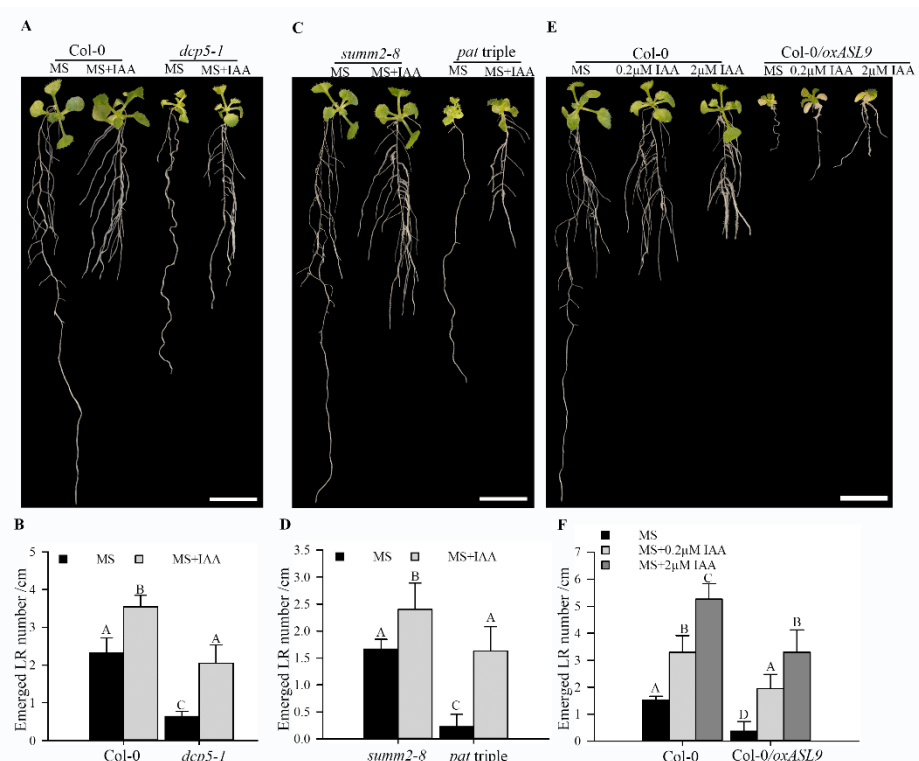 A
Col-0 dcp5-1
MS MS+IAA MS MS+IAA
C
summ2-8 pat triple
MS MS+IAA MS MS+IAA
E
Col-0 Col-0/oxASL9
MS 0.2μM IAA 2μM IAA MS 0.2μM IAA 2μM IAA
B
Emerged LR number /cm
5
4
3
2
1
0
MS MS+IAA
A B C A
Col-0 dcp5-1
D
Emerged LR number /cm
3.5
3.0
2.5
2.0
1.5
1.0
0.5
0.0
MS MS+IAA
A B C A
summ2-8 pat triple
F
Emerged LR number /cm
7
6
5
4
3
2
1
0
MS
MS+0.2μM IAA
MS+2μM IAA
A B C D A B
Col-0 Col-0/oxASL9